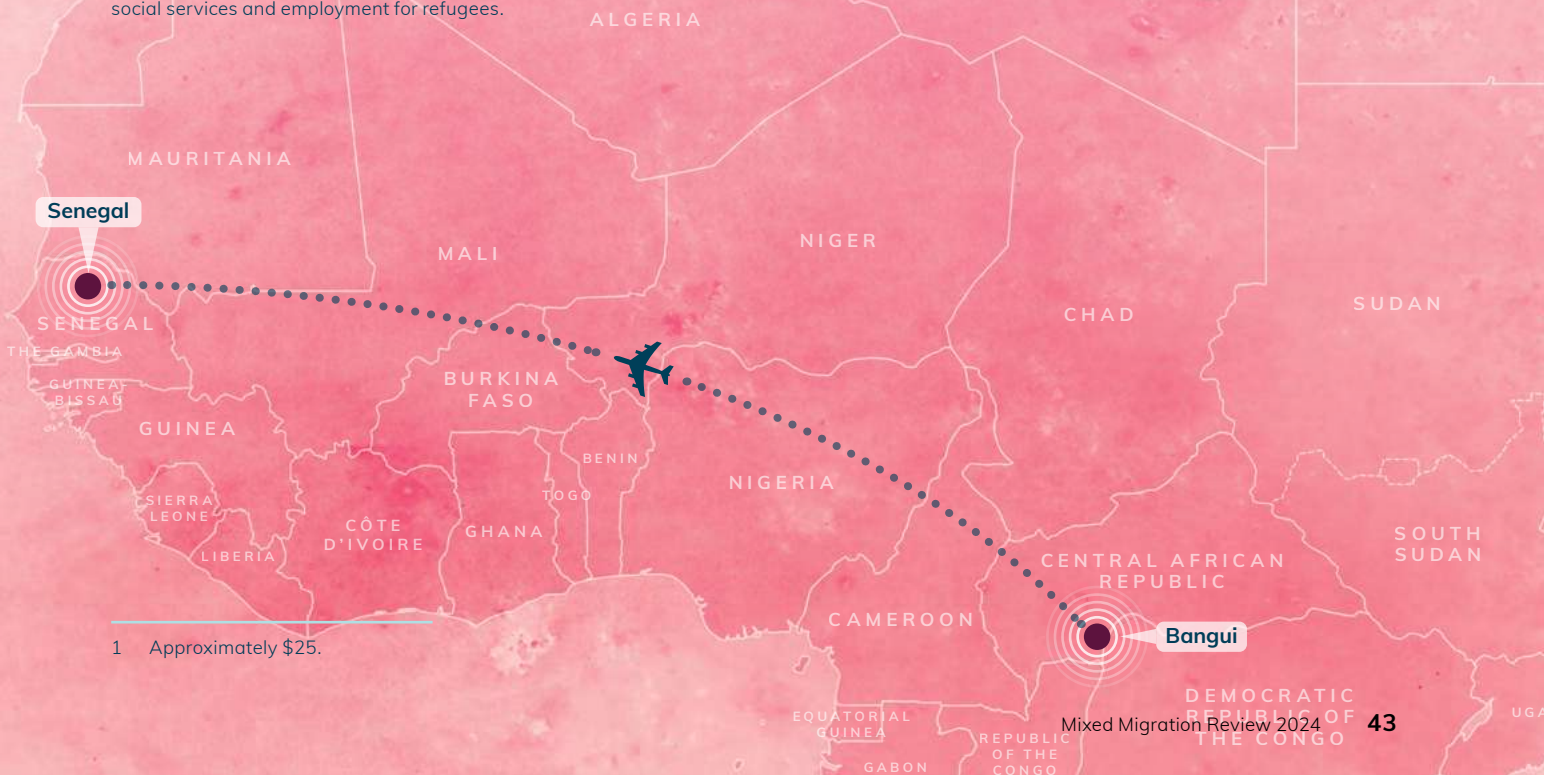 social services and employment for refugees.
ALGERIA
MAURITANIA
Senegal
MALI
NIGER
CHAD
SUDAN
SENEGAL
THE GAMBIA
GUINEA-
BISSAU
GUINEA
BURKINA
FASO
BENIN
TOGO
NIGERIA
SIERRA
LEONE
LIBERIA
CÔTE
D'IVOIRE
GHANA
SOUTH
SUDAN
CENTRAL AFRICAN
REPUBLIC
CAMEROON
Bangui
1 Approximately $25.
EQUATORIAL
GUINEA
GABON
REPUBLIC
OF THE
CONGO
DEMOCRATIC
REPUBLIC OF
THE CONGO
UGA
Mixed Migration Review 2024 43